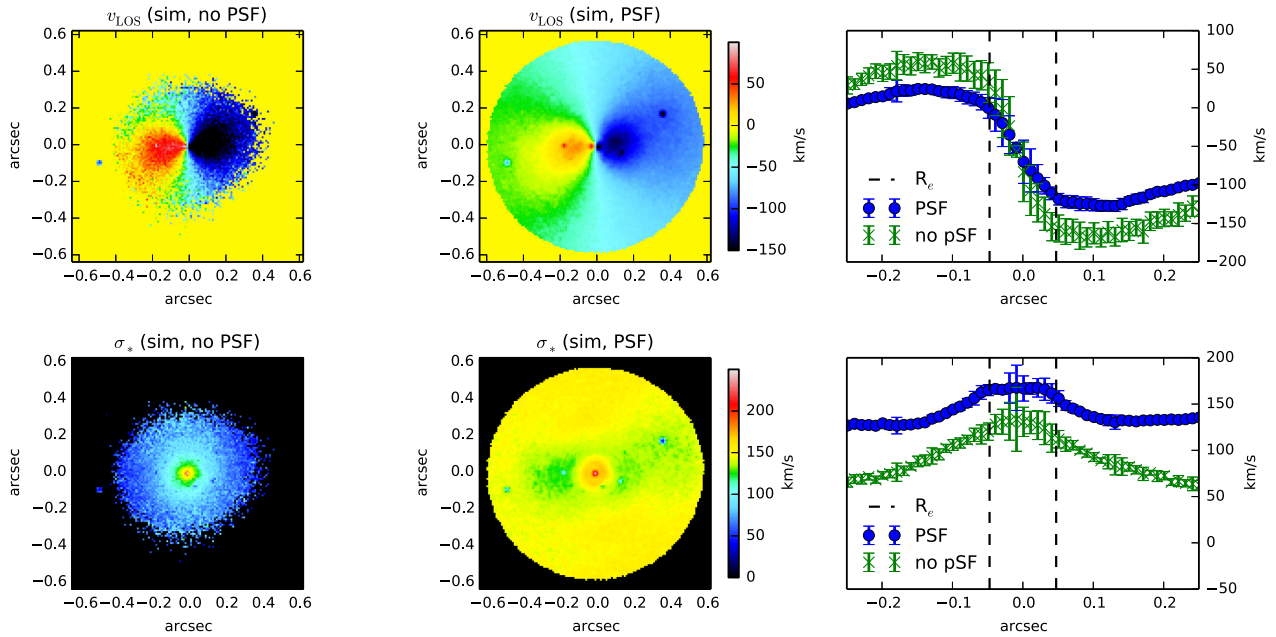 v_LOS (sim, no PSF)
v_LOS (sim, PSF)
0.6
0.4
0.2
0.0
−0.2
−0.4
−0.6
arcsec
−0.6 −0.4 −0.2 0.0 0.2 0.4 0.6
arcsec
0.6
0.4
0.2
0.0
−0.2
−0.4
−0.6
arcsec
−0.6 −0.4 −0.2 0.0 0.2 0.4 0.6
arcsec
50
0
−50
−100
−150
km/s
R_e
PSF
no pSF
100
50
0
−50
−100
−150
−200
km/s
−0.2 −0.1 0.0 0.1 0.2
arcsec
σ_* (sim, no PSF)
σ_* (sim, PSF)
0.6
0.4
0.2
0.0
−0.2
−0.4
−0.6
arcsec
−0.6 −0.4 −0.2 0.0 0.2 0.4 0.6
arcsec
0.6
0.4
0.2
0.0
−0.2
−0.4
−0.6
arcsec
−0.6 −0.4 −0.2 0.0 0.2 0.4 0.6
arcsec
200
150
100
50
0
km/s
R_e
PSF
no pSF
200
150
100
50
0
−50
km/s
−0.2 −0.1 0.0 0.1 0.2
arcsec